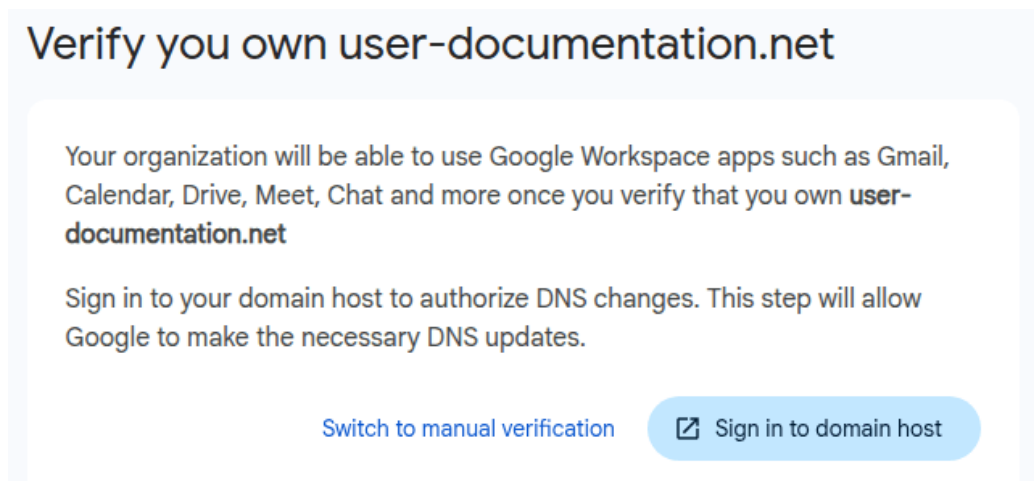 Verify you own user-documentation.net
Your organization will be able to use Google Workspace apps such as Gmail,
Calendar, Drive, Meet, Chat and more once you verify that you own user-
documentation.net
Sign in to your domain host to authorize DNS changes. This step will allow
Google to make the necessary DNS updates.
Switch to manual verification Sign in to domain host